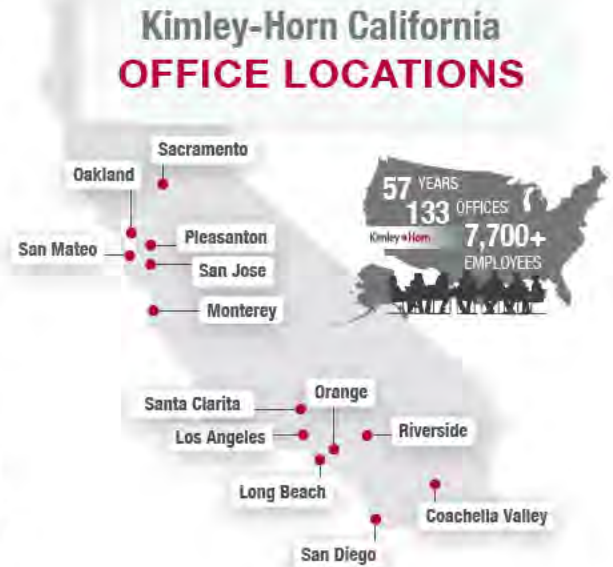 Kimley-Horn California
OFFICE LOCATIONS
Sacramento
Oakland
57 YEARS
133 OFFICES
Kimley»Horn
7,700+
EMPLOYEES
Pleasanton
San Mateo
San Jose
Monterey
Orange
Santa Clarita
Los Angeles
Riverside
Long Beach
Coachella Valley
San Diego